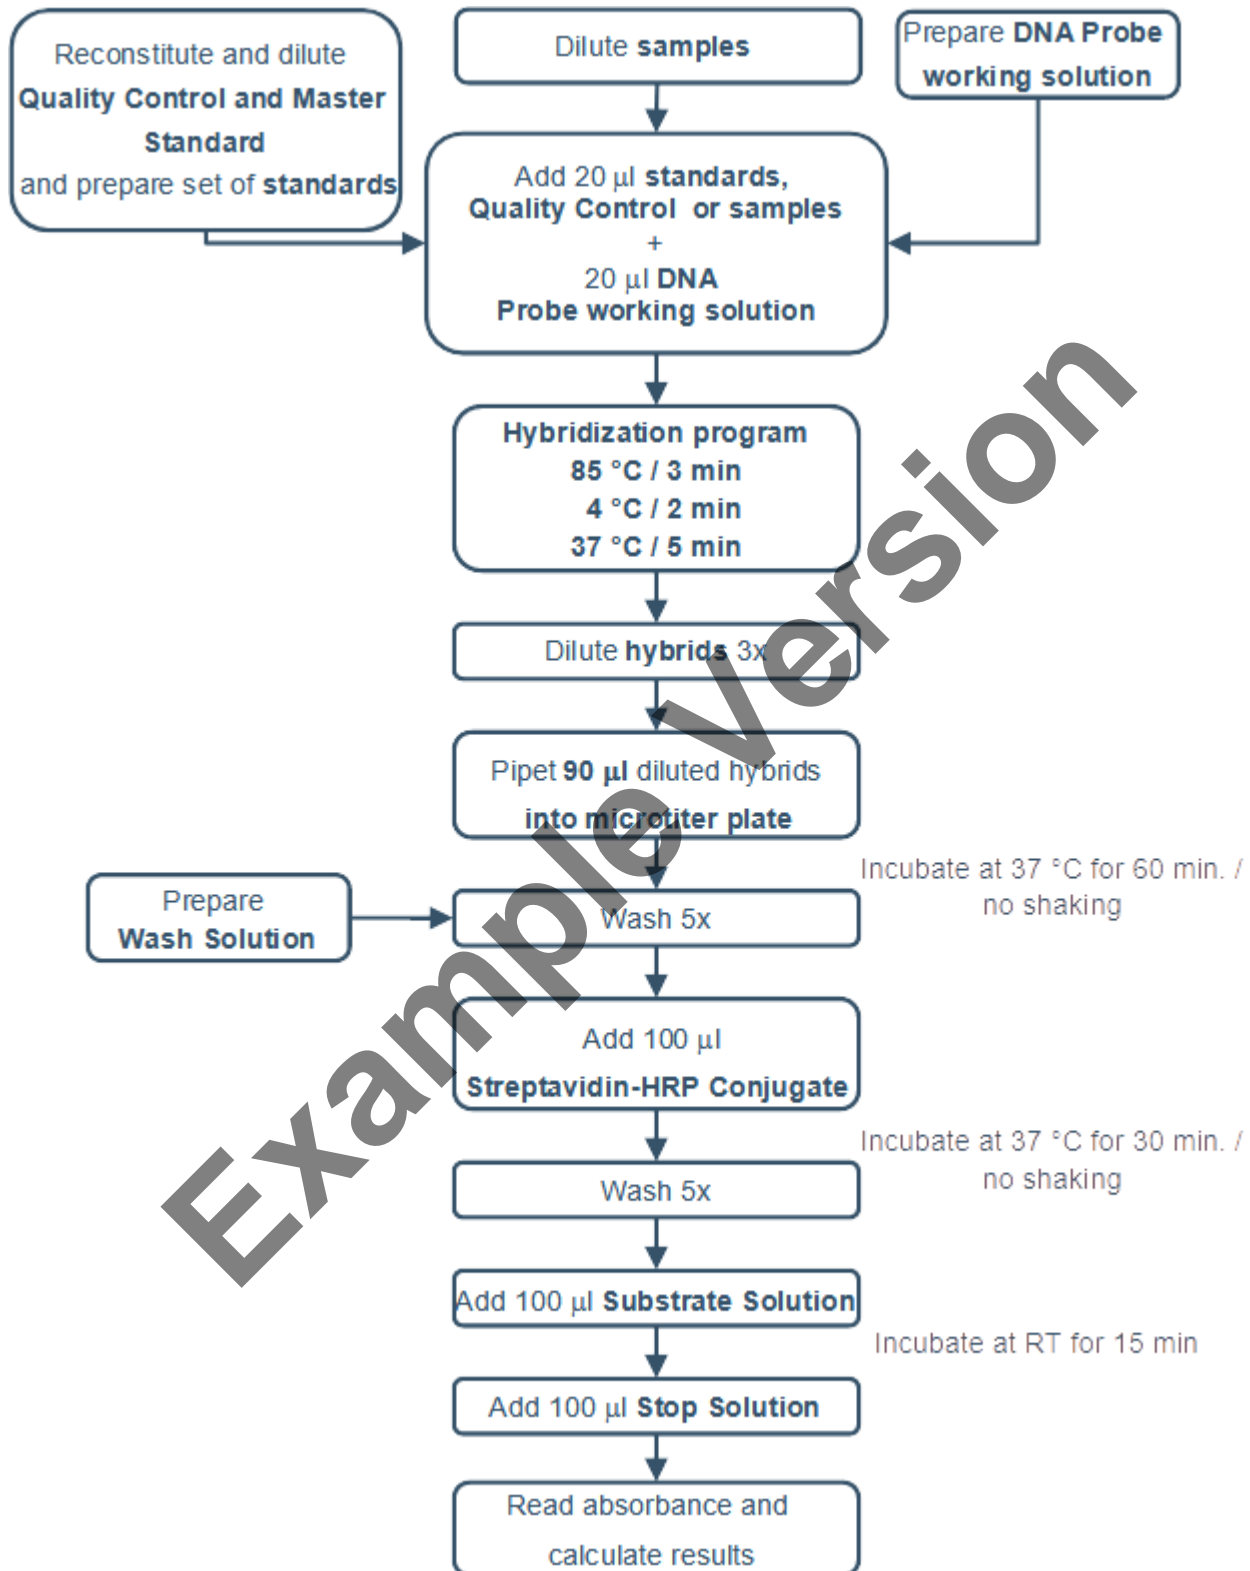 Reconstitute and dilute
Quality Control and Master
Standard
and prepare set of standards
Dilute samples
Prepare DNA Probe
working solution
Add 20 µl standards,
Quality Control or samples
+
20 µl DNA
Probe working solution
Hybridization program
85 °C / 3 min
4 °C / 2 min
37 °C / 5 min
Dilute hybrids 3x
Pipet 90 µl diluted hybrids
into microtiter plate
Incubate at 37 °C for 60 min. /
no shaking
Prepare
Wash Solution
Wash 5x
Add 100 µl
Streptavidin-HRP Conjugate
Incubate at 37 °C for 30 min. /
no shaking
Wash 5x
Add 100 µl Substrate Solution
Incubate at RT for 15 min
Add 100 µl Stop Solution
Read absorbance and
calculate results
Example Version